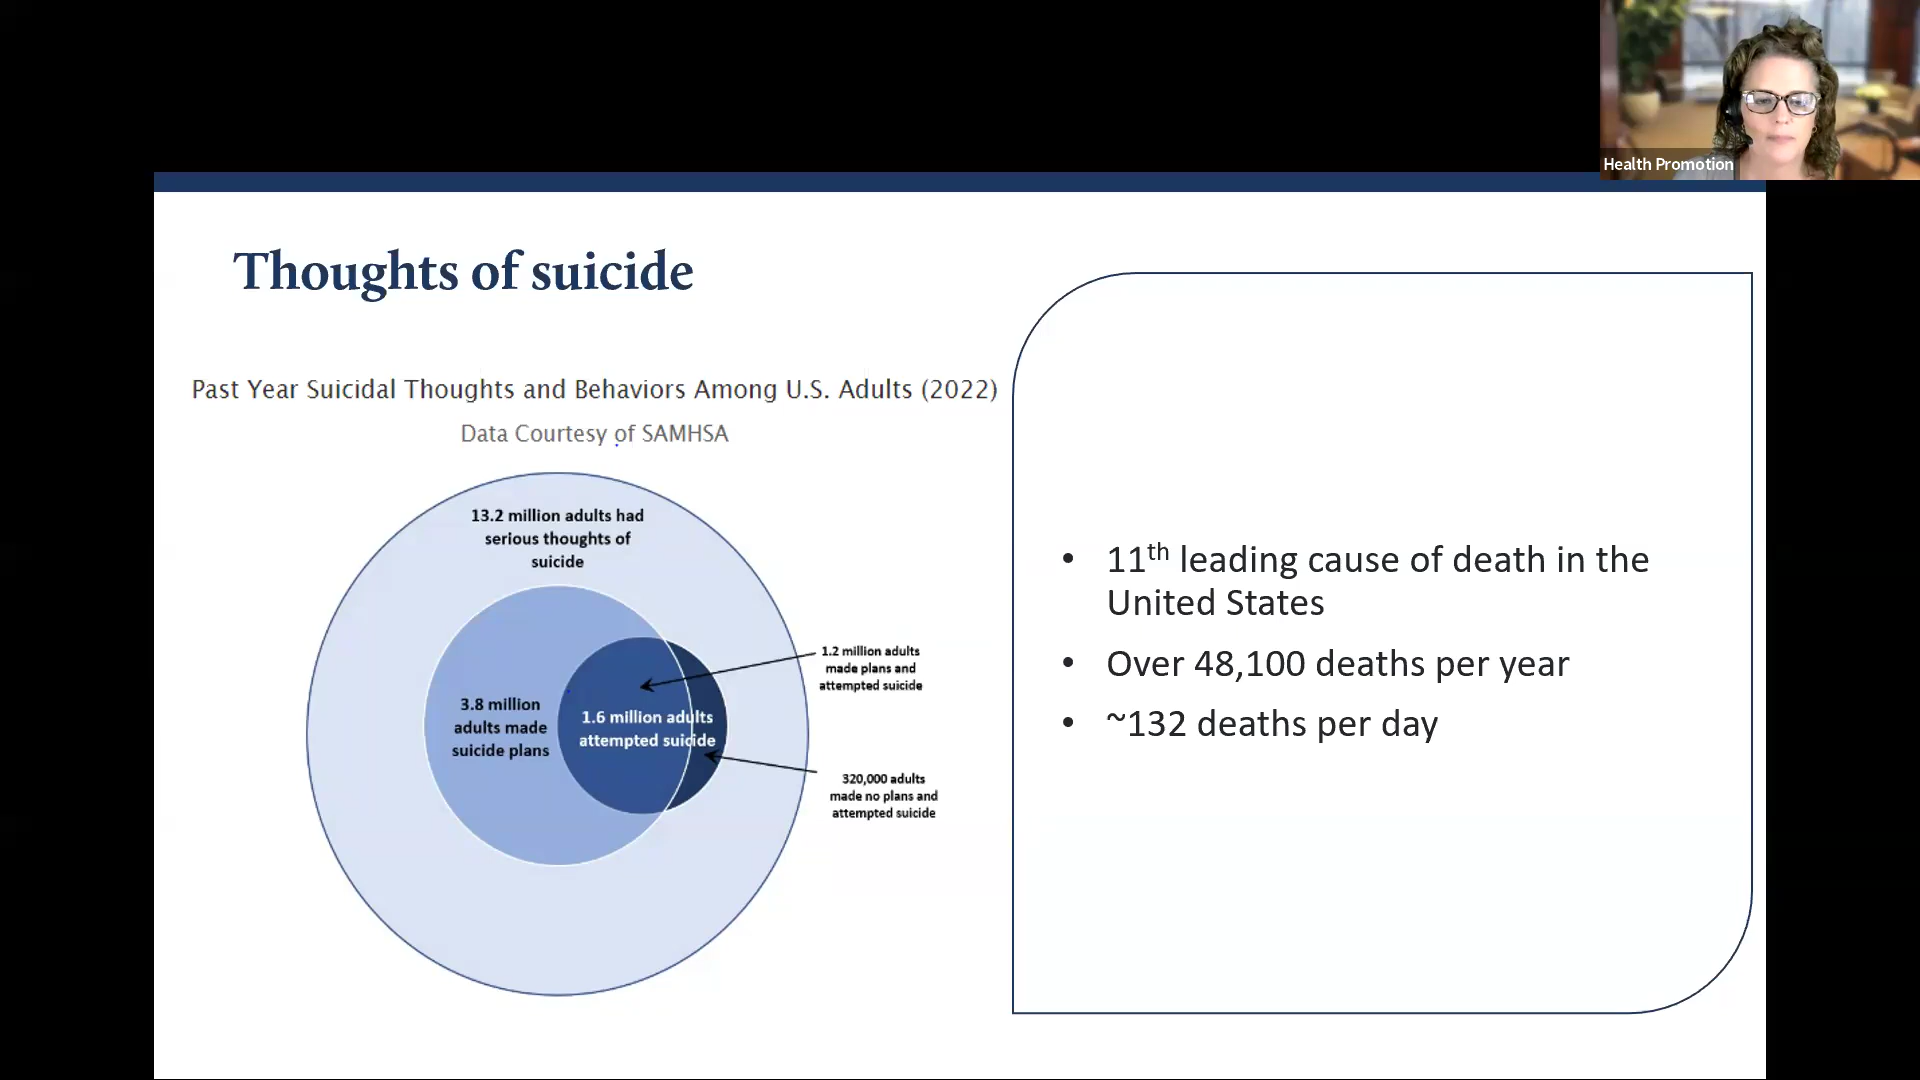 Health Promotion
Thoughts of suicide
Past Year Suicidal Thoughts and Behaviors Among U.S. Adults (2022)
Data Courtesy of SAMHSA
13.2 million adults had
serious thoughts of
suicide
3.8 million
adults made
suicide plans
1.6 million adults
attempted suicide
1.2 million adults
made plans and
attempted suicide
320,000 adults
made no plans and
attempted suicide
• 11th leading cause of death in the
United States
• Over 48,100 deaths per year
• ~132 deaths per day